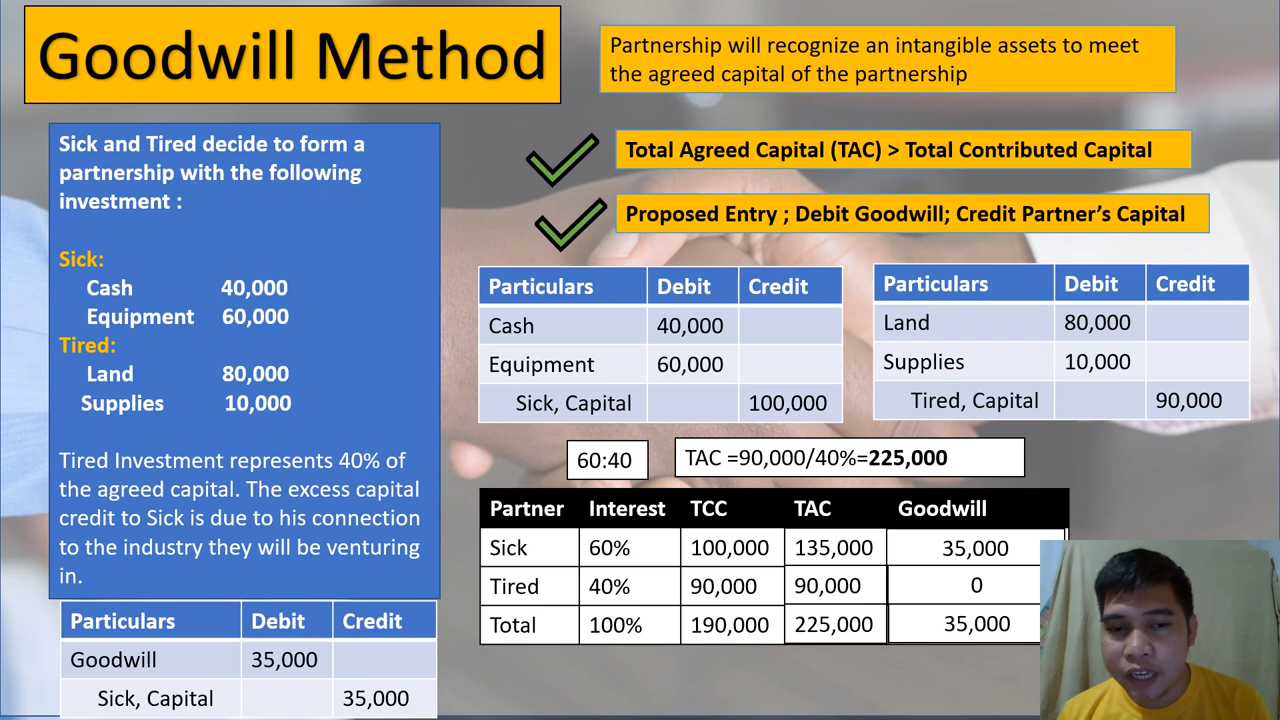 Goodwill Method
Partnership will recognize an intangible assets to meet
the agreed capital of the partnership
Sick and Tired decide to form a
partnership with the following
investment :
Sick:
Cash 40,000
Equipment 60,000
Tired:
Land 80,000
Supplies 10,000
Tired Investment represents 40% of
the agreed capital. The excess capital
credit to Sick is due to his connection
to the industry they will be venturing
in.
Total Agreed Capital (TAC) > Total Contributed Capital
Proposed Entry ; Debit Goodwill; Credit Partner's Capital
Particulars Debit Credit
Cash 40,000
Equipment 60,000
Sick, Capital 100,000
Particulars Debit Credit
Land 80,000
Supplies 10,000
Tired, Capital 90,000
60:40
TAC =90,000/40%=225,000
Partner Interest TCC TAC Goodwill
Sick 60% 100,000 135,000 35,000
Tired 40% 90,000 90,000 0
Total 100% 190,000 225,000 35,000
Particulars Debit Credit
Goodwill 35,000
Sick, Capital 35,000